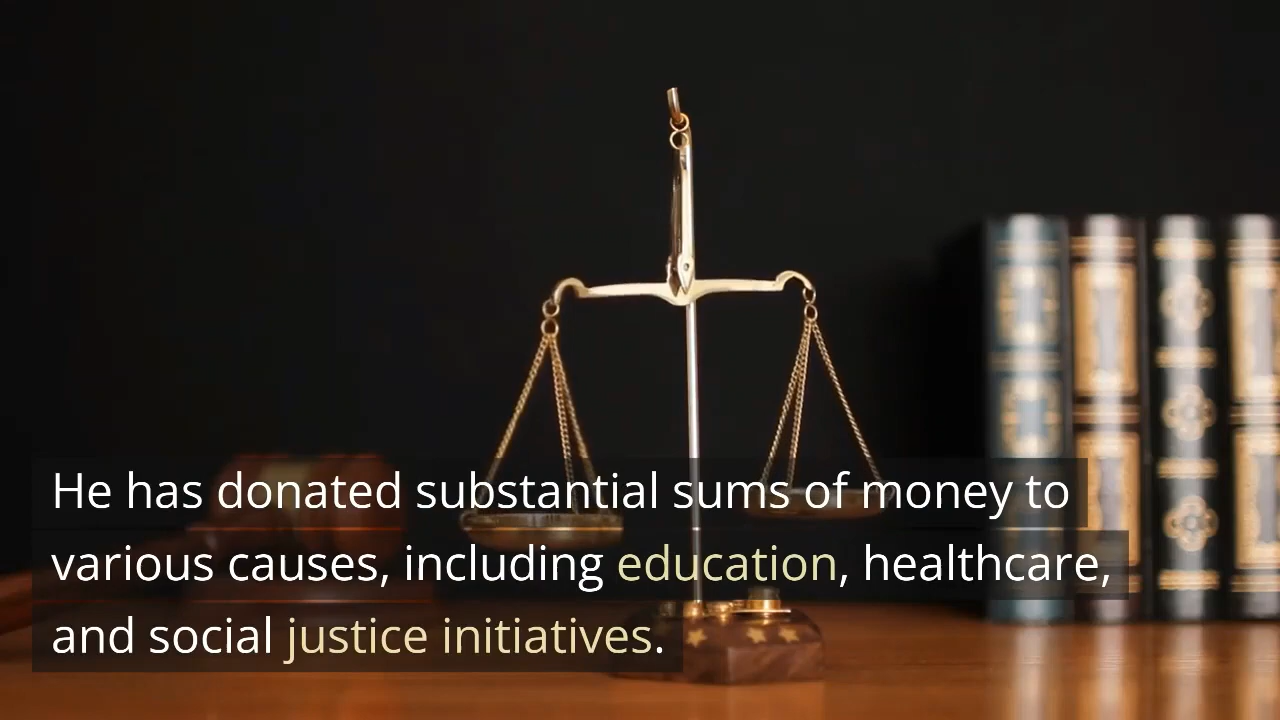 He has donated substantial sums of money to
various causes, including education, healthcare,
and social justice initiatives.